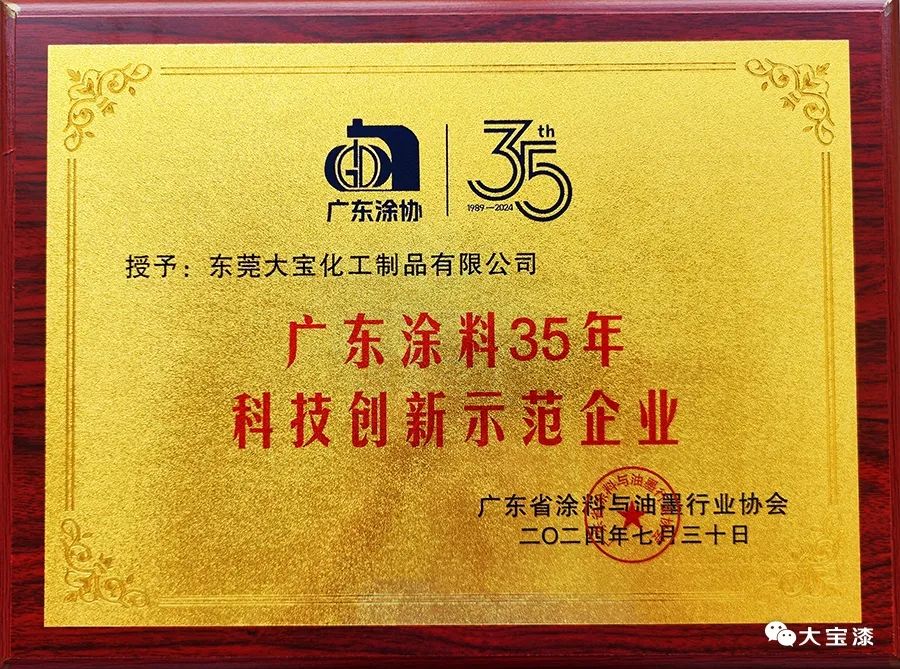 GD
广东涂协
35th
1989—2024
授予：东莞大宝化工制品有限公司
广东涂料35年
科技创新示范企业
广东省涂料与油墨行业协会
二〇二四年七月三十日
大宝漆